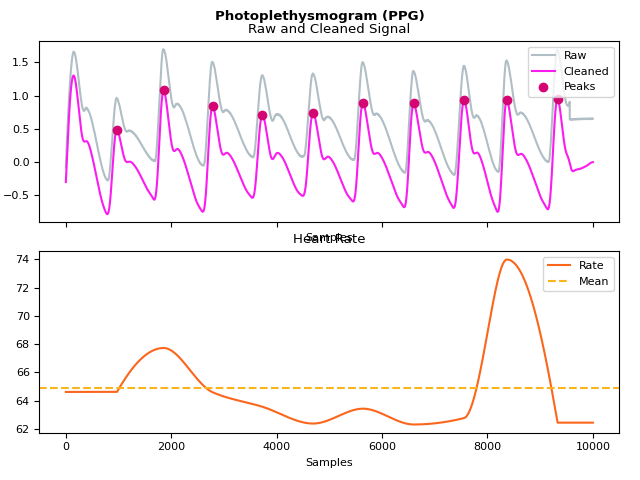 Photoplethysmogram (PPG)
Raw and Cleaned Signal
1.5
1.0
0.5
0.0
−0.5
Raw
Cleaned
Peaks
Samples
Heart Rate
74
72
70
68
66
64
62
Rate
Mean
0
2000
4000
6000
8000
10000
Samples